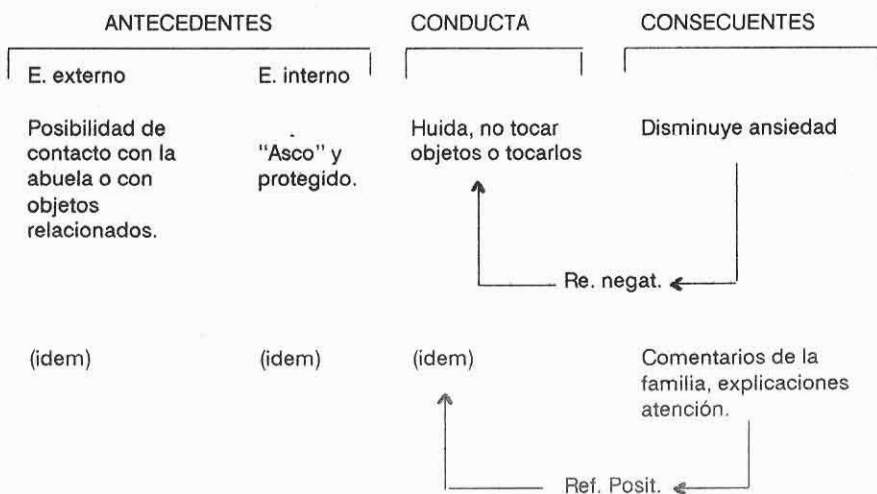 ANTECEDENTES CONDUCTA CONSECUENTES
E. externo E. interno
Posibilidad de
contacto con la
abuela o con
objetos
relacionados.
"Asco" y
protegido.
Huida, no tocar
objetos o tocarlos
Disminuye ansiedad
Re. negat.
(idem) (idem) (idem)
Comentarios de la
familia, explicaciones
atención.
Ref. Posit.